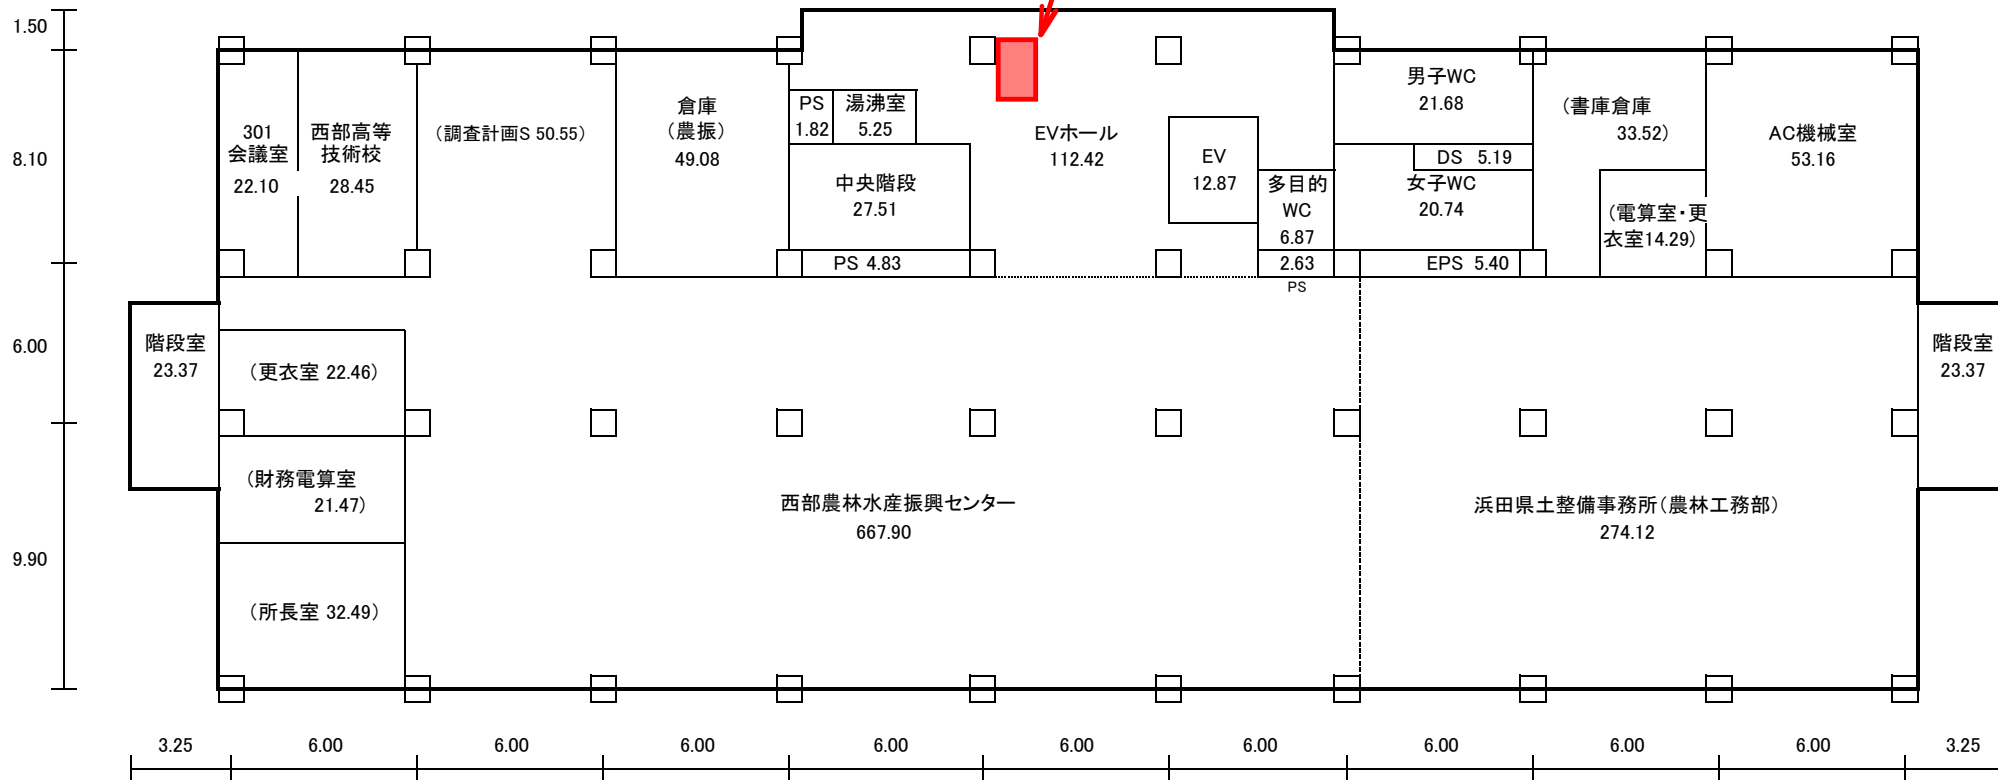 1.50
8.10
6.00
9.90
301
会議室
22.10
西部高等
技術校
28.45
（調査計画S 50.55）
倉庫
（農振）
49.08
PS
1.82
湯沸室
5.25
中央階段
27.51
PS 4.83
EVホール
112.42
EV
12.87
多目的
WC
6.87
2.63
PS
男子WC
21.68
DS 5.19
女子WC
20.74
EPS 5.40
（書庫倉庫
33.52）
（電算室・更
衣室14.29）
AC機械室
53.16
階段室
23.37
（更衣室 22.46）
（財務電算室
21.47）
（所長室 32.49）
西部農林水産振興センター
667.90
浜田県土整備事務所（農林工務部）
274.12
階段室
23.37
3.25 6.00 6.00 6.00 6.00 6.00 6.00 6.00 6.00 6.00 3.25